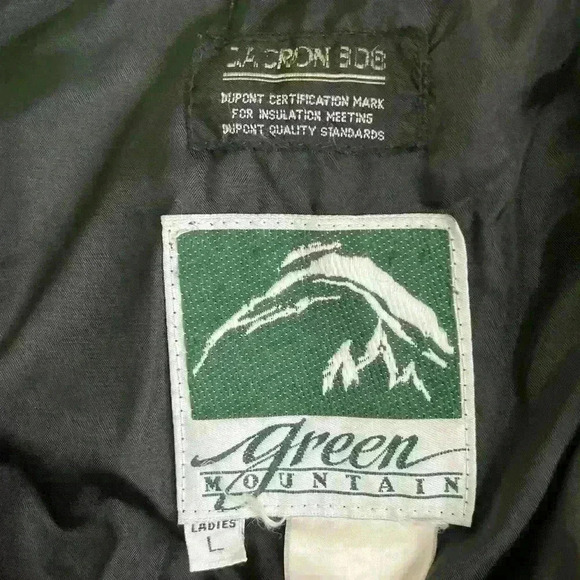 DACRON 808
DUPONT CERTIFICATION MARK
FOR INSULATION MEETING
DUPONT QUALITY STANDARDS
green
MOUNTAIN
LADIES
L